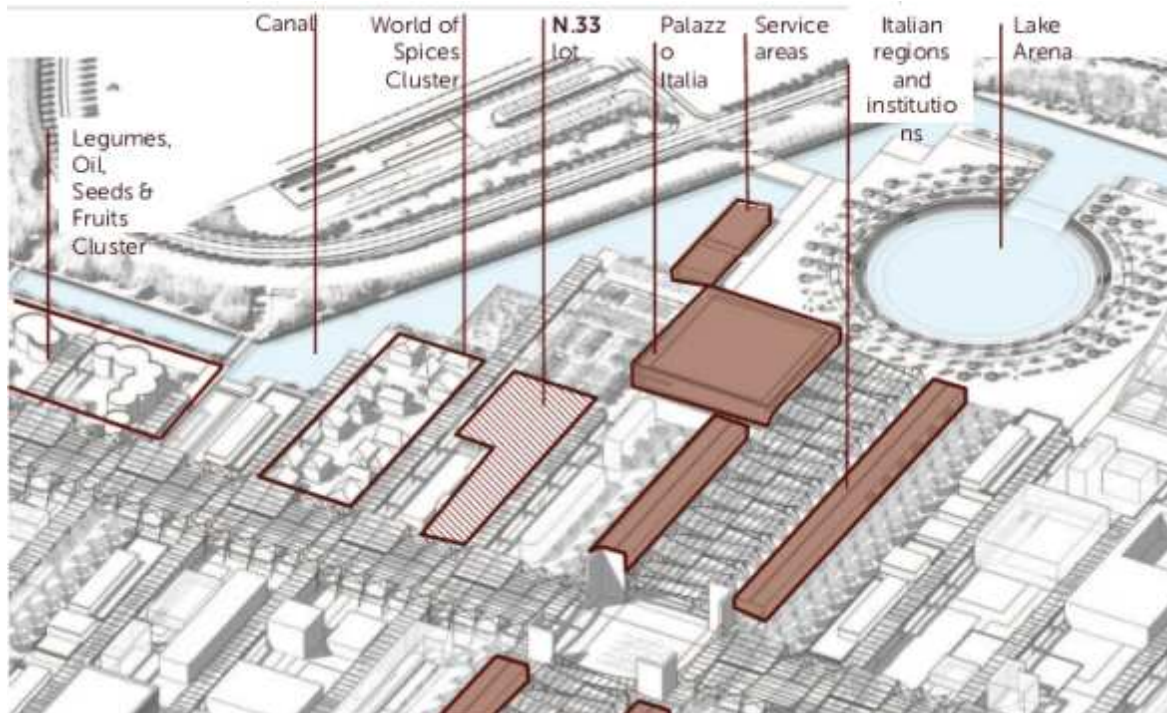 Canal
World of
Spices
Cluster
N.33
lot
Palazz
o
Italia
Service
areas
Italian
regions
and
institutio
ns
Lake
Arena
Legumes,
Oil,
Seeds &
Fruits
Cluster